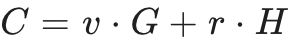 C = v · G + r · H